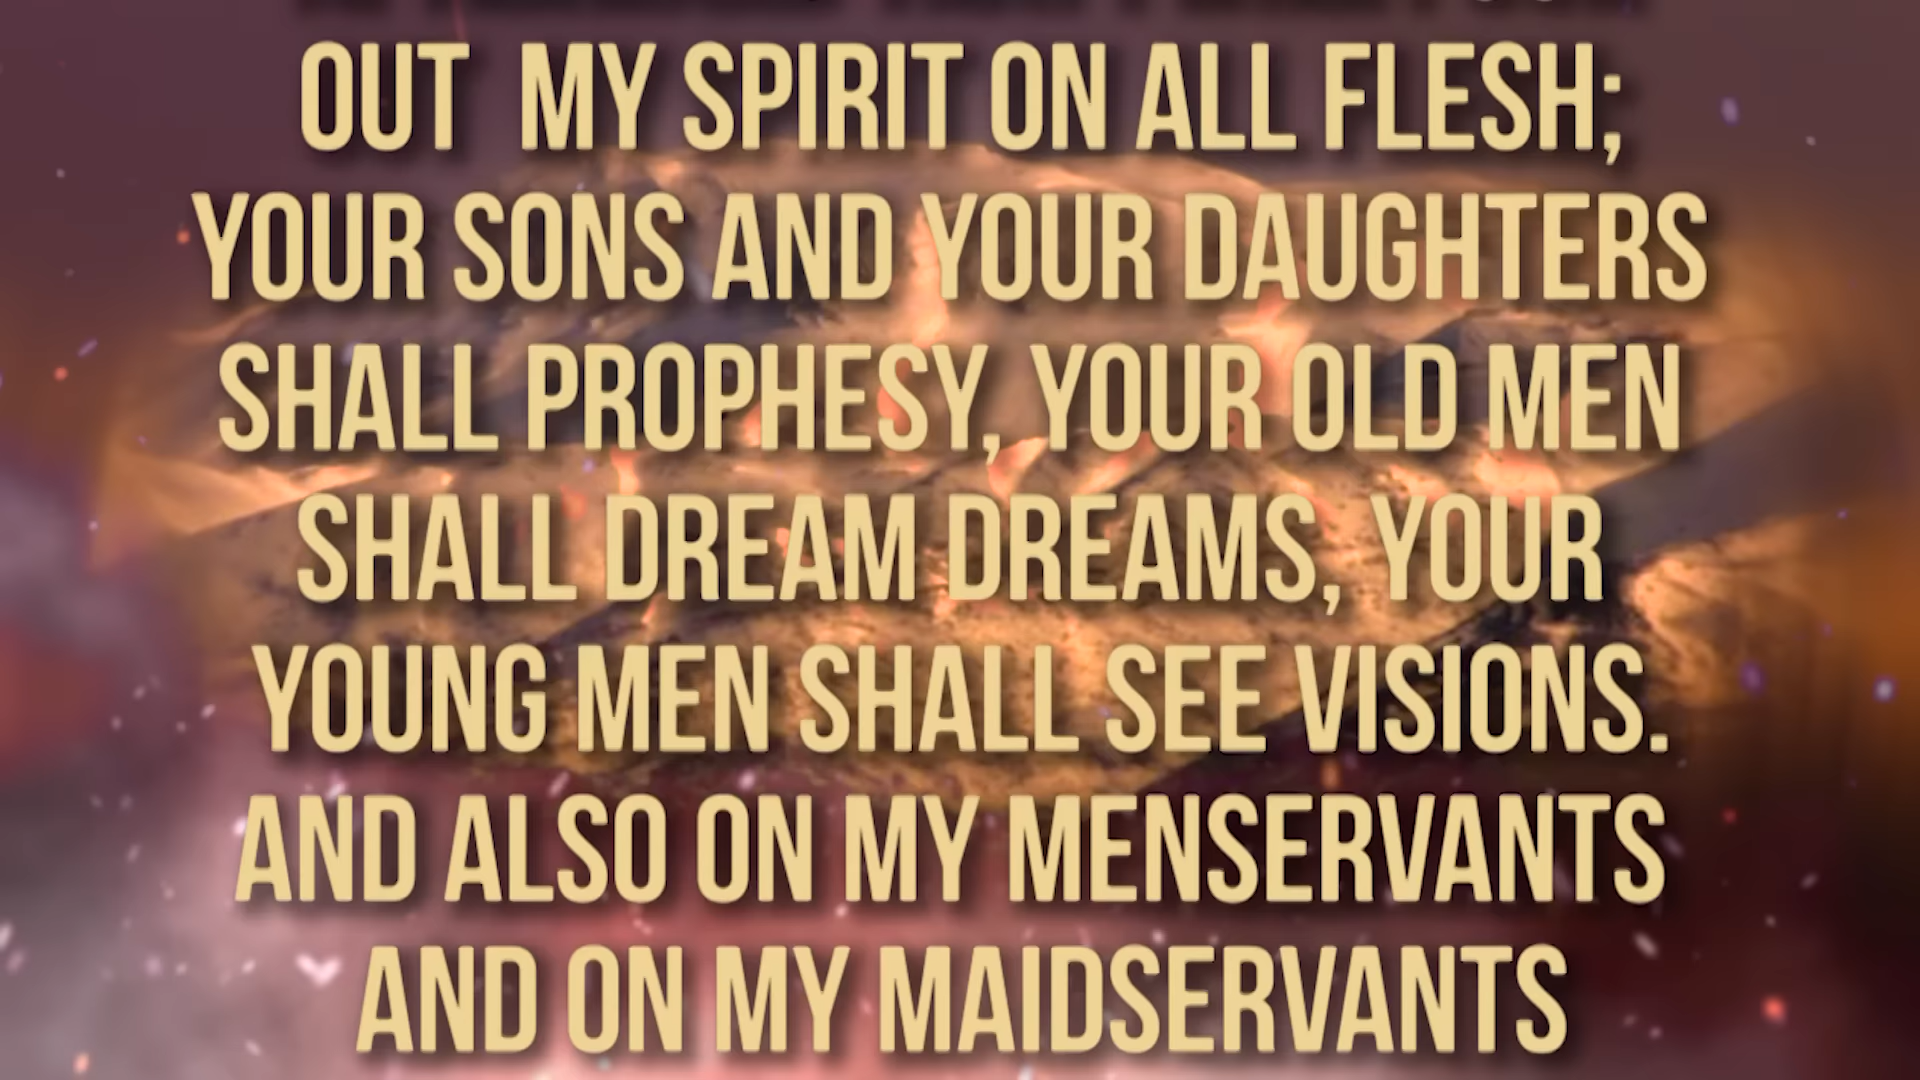 OUT MY SPIRIT ON ALL FLESH;
YOUR SONS AND YOUR DAUGHTERS
SHALL PROPHESY, YOUR OLD MEN
SHALL DREAM DREAMS, YOUR
YOUNG MEN SHALL SEE VISIONS.
AND ALSO ON MY MENSERVANTS
AND ON MY MAIDSERVANTS